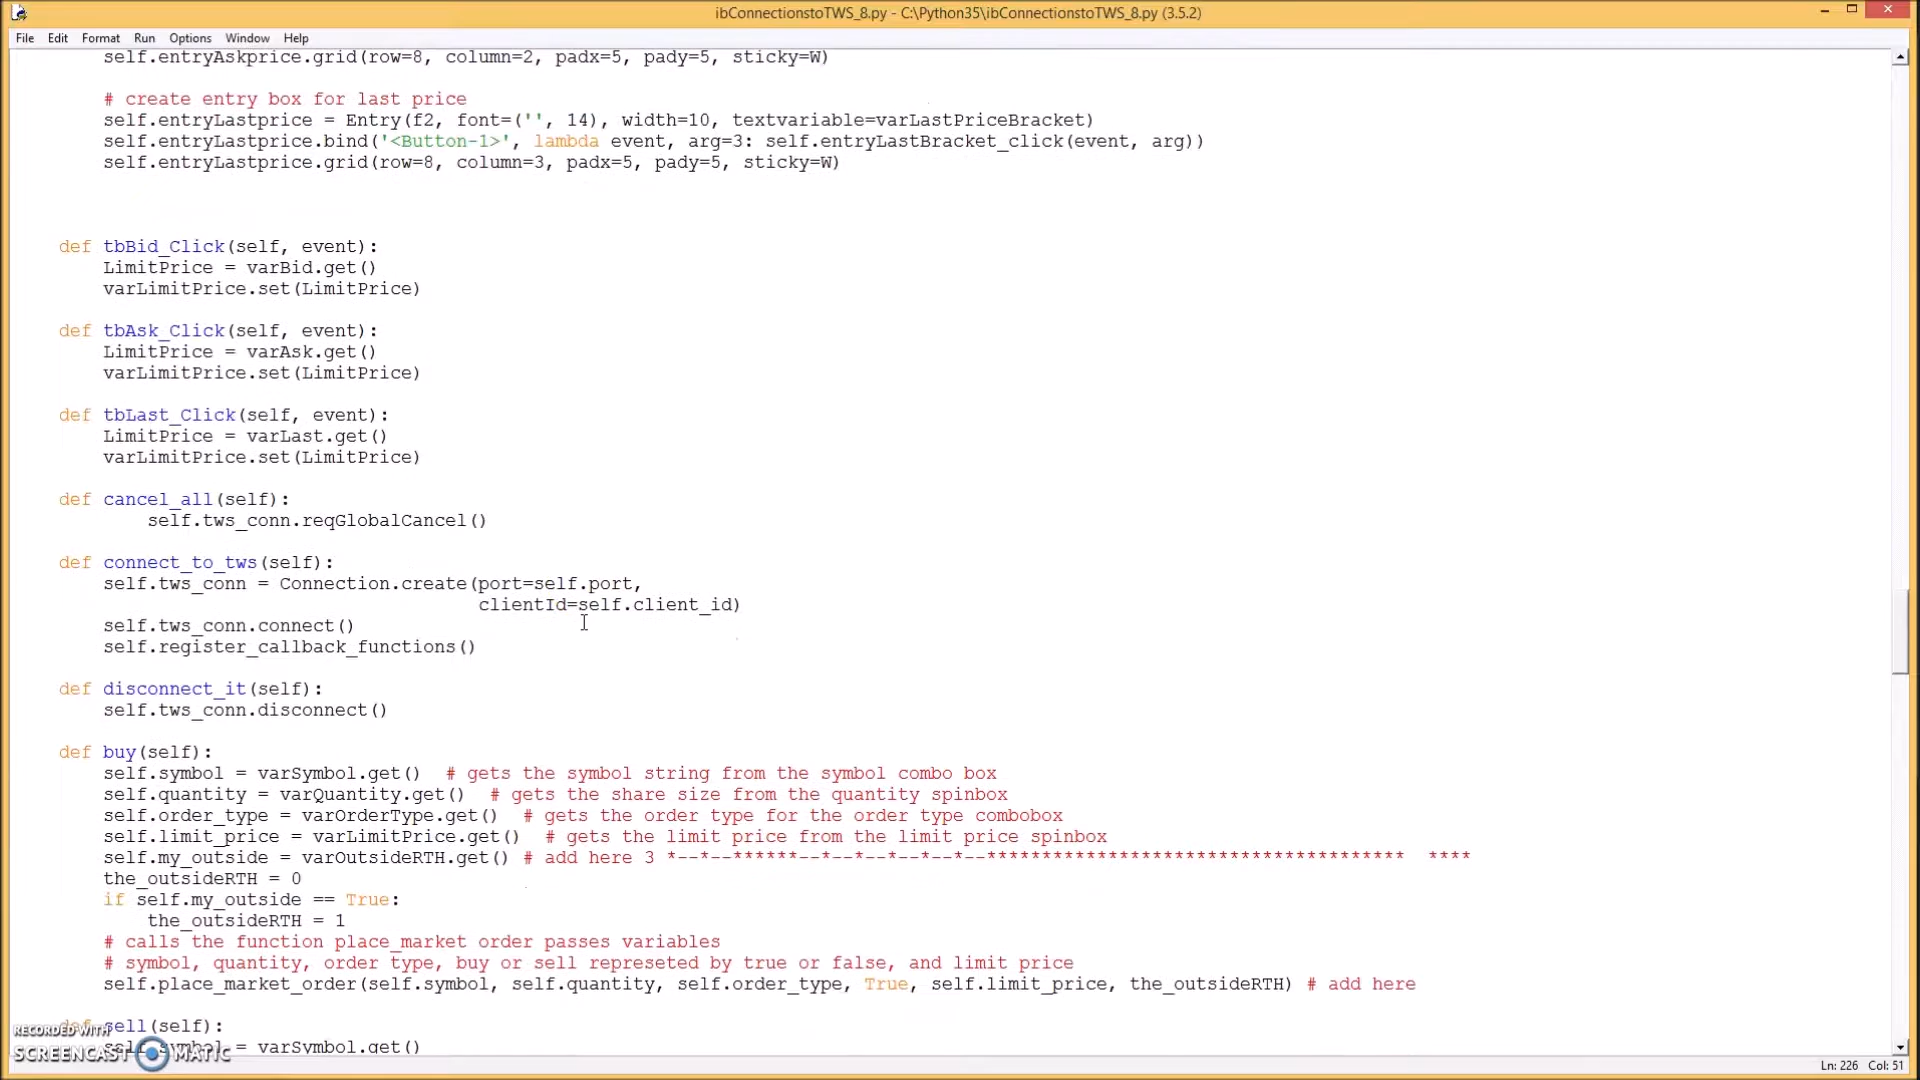 ibConnectionstoTWS_8.py - C:\Python35\ibConnectionstoTWS_8.py (3.5.2)
File Edit Format Run Options Window Help
self.entryAskprice.grid(row=8, column=2, padx=5, pady=5, sticky=W)
# create entry box for last price
self.entryLastprice = Entry(f2, font=('', 14), width=10, textvariable=varLastPriceBracket)
self.entryLastprice.bind('<Button-1>', lambda event, arg=3: self.entryLastBracket_click(event, arg))
self.entryLastprice.grid(row=8, column=3, padx=5, pady=5, sticky=W)
def tbBid_Click(self, event):
LimitPrice = varBid.get()
varLimitPrice.set(LimitPrice)
def tbAsk_Click(self, event):
LimitPrice = varAsk.get()
varLimitPrice.set(LimitPrice)
def tbLast_Click(self, event):
LimitPrice = varLast.get()
varLimitPrice.set(LimitPrice)
def cancel_all(self):
self.tws_conn.reqGlobalCancel()
def connect_to_tws(self):
self.tws_conn = Connection.create(port=self.port,
clientId=self.client_id)
self.tws_conn.connect()
self.register_callback_functions()
def disconnect_it(self):
self.tws_conn.disconnect()
def buy(self):
self.symbol = varSymbol.get()  # gets the symbol string from the symbol combo box
self.quantity = varQuantity.get()  # gets the share size from the quantity spinbox
self.order_type = varOrderType.get()  # gets the order type for the order type combobox
self.limit_price = varLimitPrice.get()  # gets the limit price from the limit price spinbox
self.my_outside = varOutsideRTH.get() # add here 3 *--*--******--*--*--*--*--**************************************  ****
the_outsideRTH = 0
if self.my_outside == True:
the_outsideRTH = 1
# calls the function place_market order passes variables
# symbol, quantity, order type, buy or sell represeted by true or false, and limit price
self.place_market_order(self.symbol, self.quantity, self.order_type, True, self.limit_price, the_outsideRTH) # add here
def sell(self):
self.symbol = varSymbol.get()
RECORDED WITH
SCREENCAST MATIC
Ln: 226 Col: 51